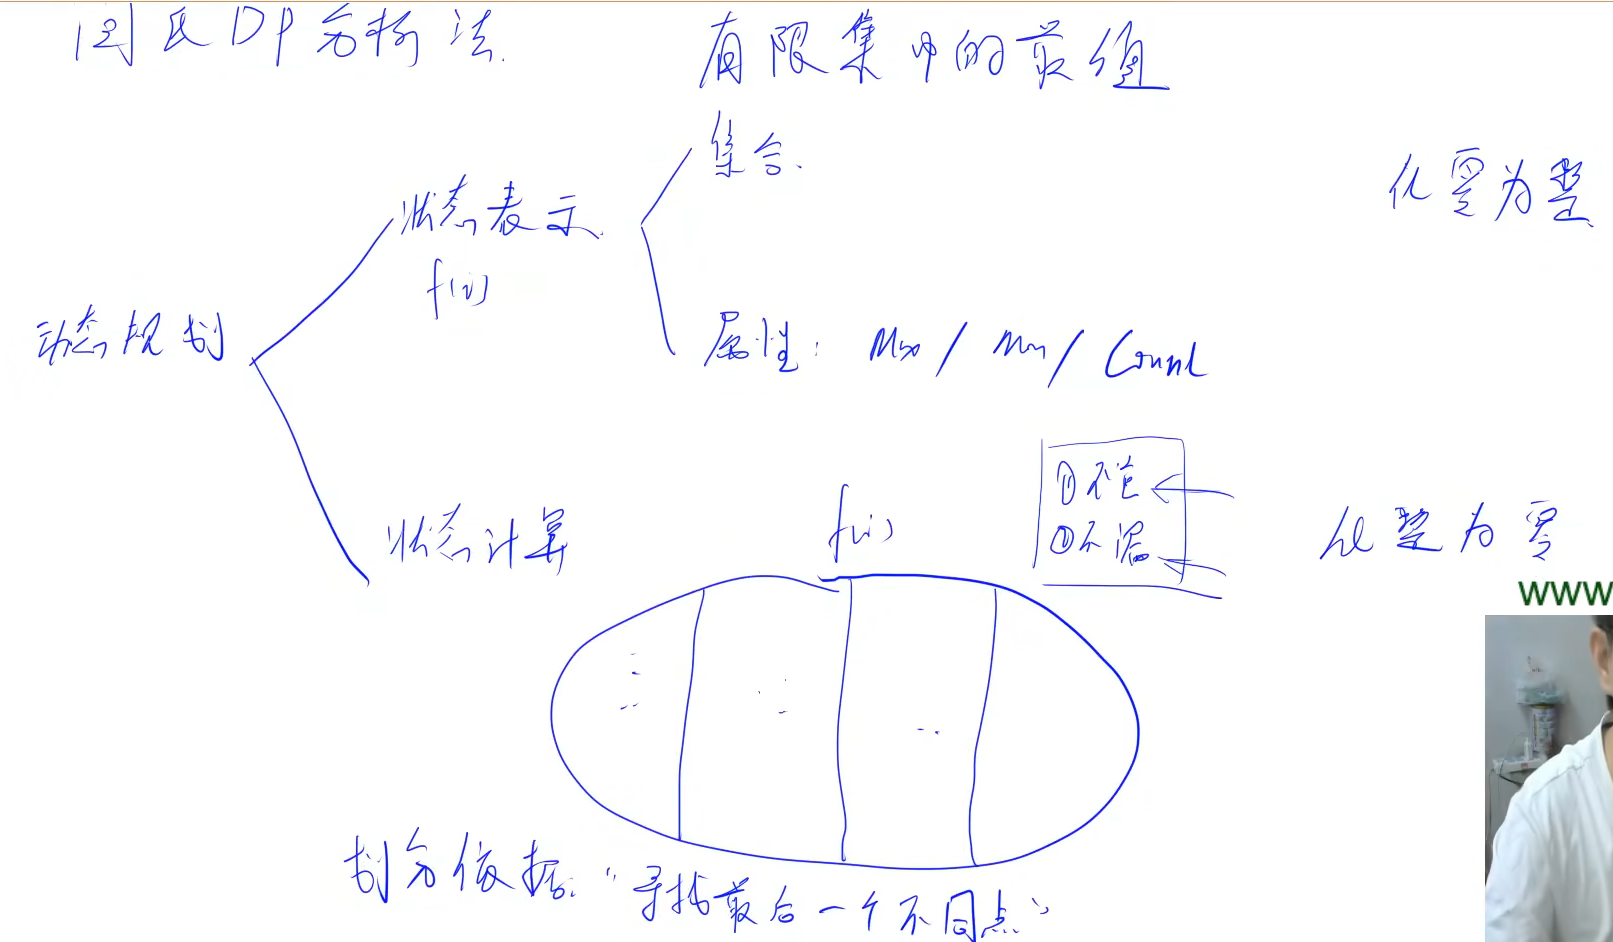 闫氏DP分析法
有限集中的最值
集合.
化零为整
状态表示
f(i)
动态规划
属性: Max / Min / Count
f(i)
①不重
②不漏
状态计算
化整为零
www
划分依据: "寻找最后一个不同点"